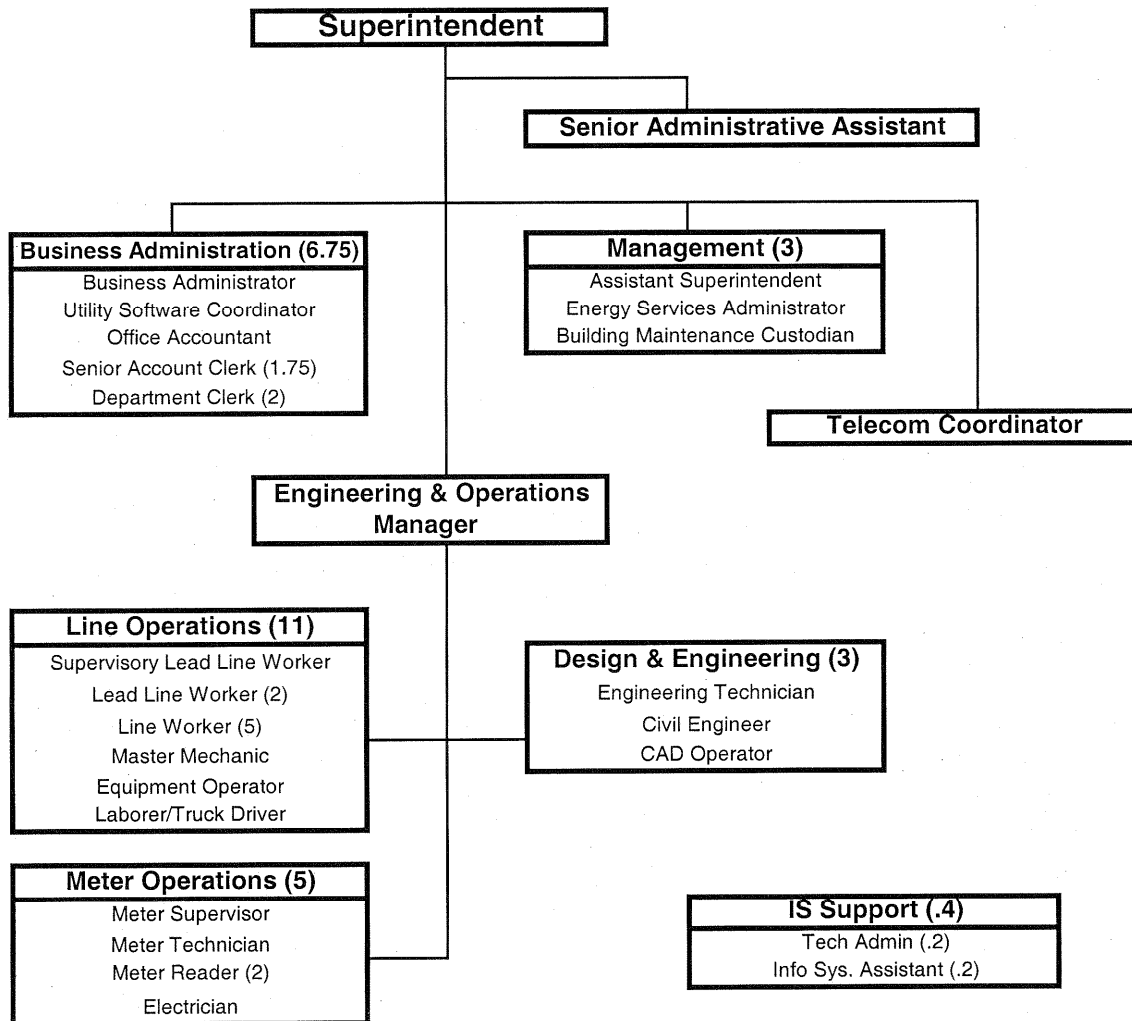 Superintendent
Senior Administrative Assistant
Business Administration (6.75)
Business Administrator
Utility Software Coordinator
Office Accountant
Senior Account Clerk (1.75)
Department Clerk (2)
Management (3)
Assistant Superintendent
Energy Services Administrator
Building Maintenance Custodian
Telecom Coordinator
Engineering & Operations
Manager
Line Operations (11)
Supervisory Lead Line Worker
Lead Line Worker (2)
Line Worker (5)
Master Mechanic
Equipment Operator
Laborer/Truck Driver
Design & Engineering (3)
Engineering Technician
Civil Engineer
CAD Operator
Meter Operations (5)
Meter Supervisor
Meter Technician
Meter Reader (2)
Electrician
IS Support (.4)
Tech Admin (.2)
Info Sys. Assistant (.2)